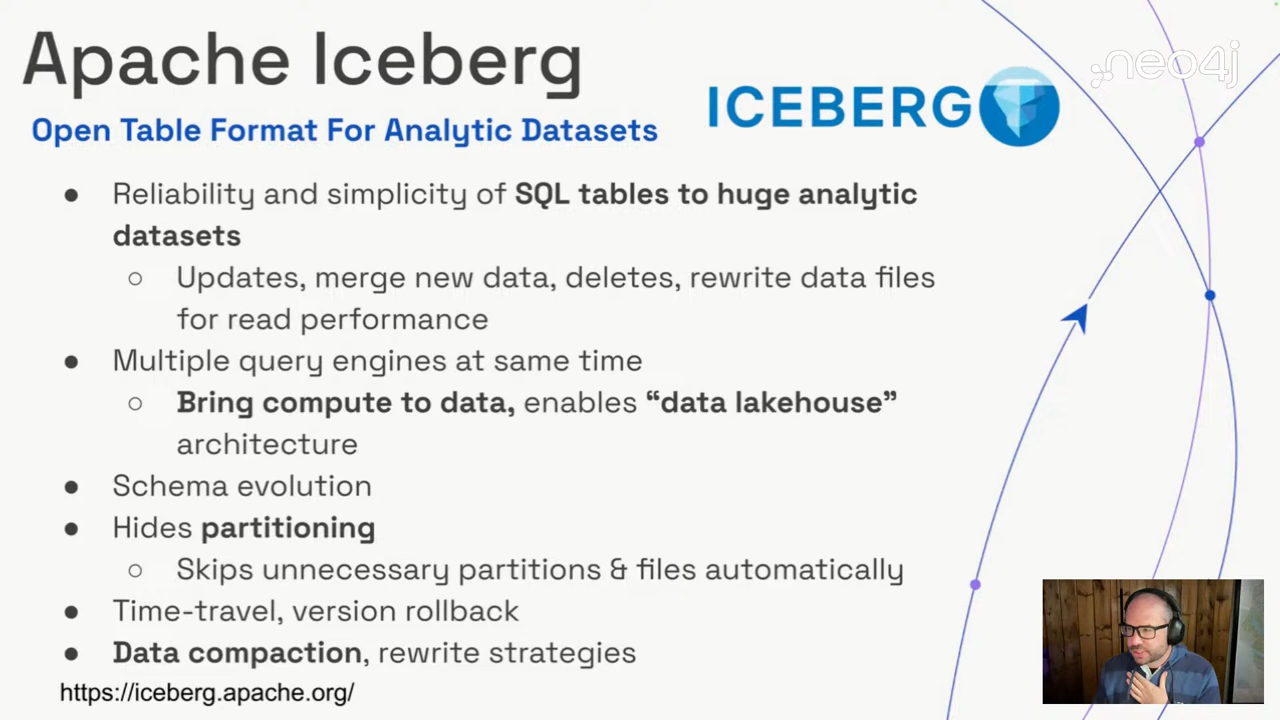 Apache Iceberg
neo4j
ICEBERG
Open Table Format For Analytic Datasets
● Reliability and simplicity of SQL tables to huge analytic
datasets
○ Updates, merge new data, deletes, rewrite data files
for read performance
● Multiple query engines at same time
○ Bring compute to data, enables “data lakehouse”
architecture
● Schema evolution
● Hides partitioning
○ Skips unnecessary partitions & files automatically
● Time-travel, version rollback
● Data compaction, rewrite strategies
https://iceberg.apache.org/